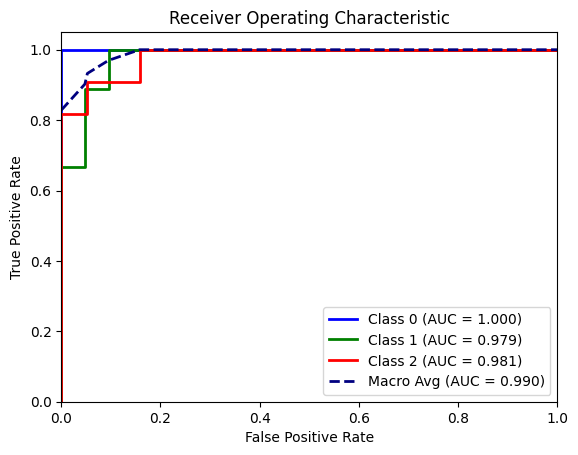 Receiver Operating Characteristic
True Positive Rate
1.0
0.8
0.6
0.4
0.2
0.0
0.0
0.2
0.4
0.6
0.8
1.0
False Positive Rate
Class 0 (AUC = 1.000)
Class 1 (AUC = 0.979)
Class 2 (AUC = 0.981)
Macro Avg (AUC = 0.990)